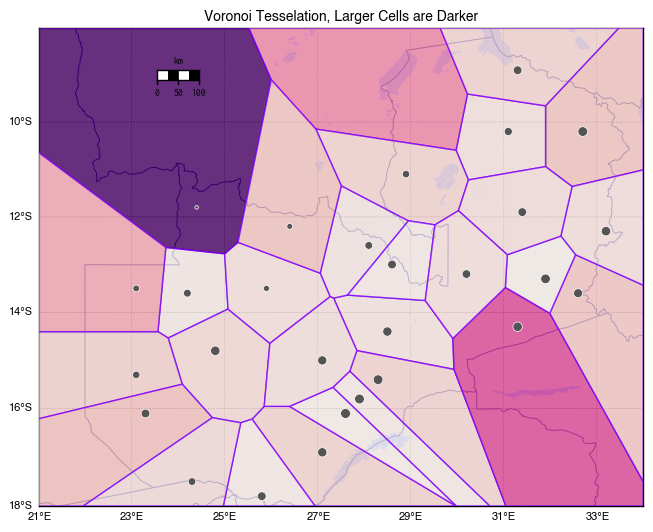 Voronoi Tesselation, Larger Cells are Darker
km
0 50 100
10°S
12°S
14°S
16°S
18°S
21°E 23°E 25°E 27°E 29°E 31°E 33°E